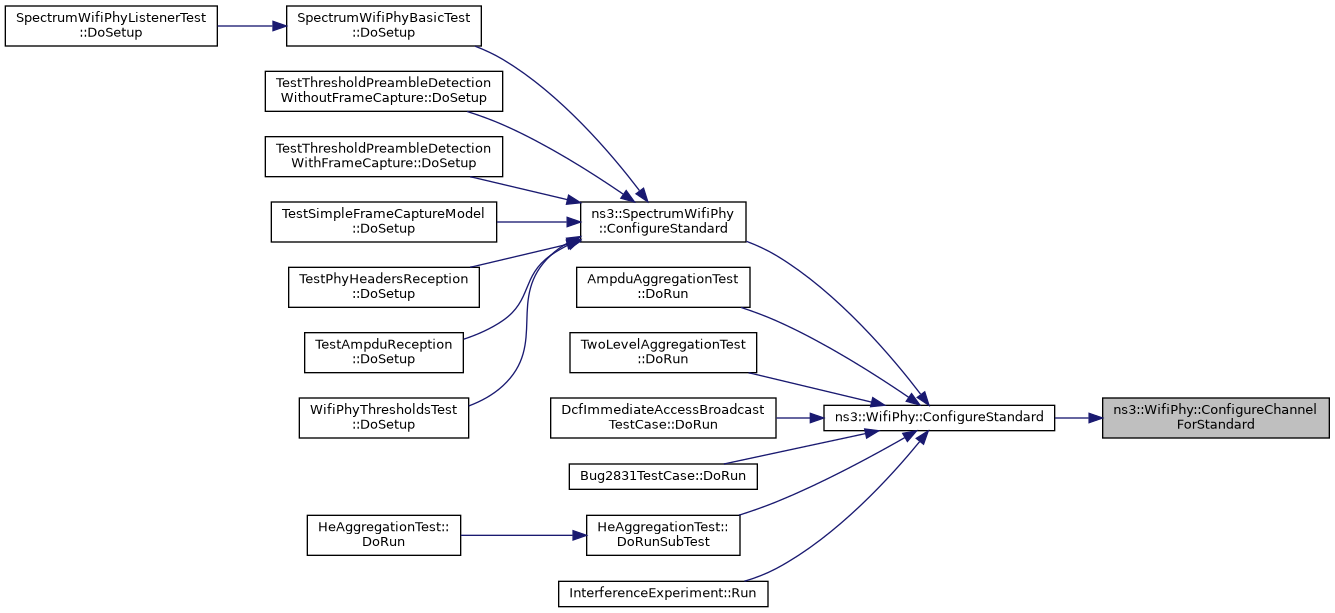 SpectrumWifiPhyListenerTest
::DoSetup
SpectrumWifiPhyBasicTest
::DoSetup
TestThresholdPreambleDetection
WithoutFrameCapture::DoSetup
TestThresholdPreambleDetection
WithFrameCapture::DoSetup
TestSimpleFrameCaptureModel
::DoSetup
TestPhyHeadersReception
::DoSetup
TestAmpduReception
::DoSetup
WifiPhyThresholdsTest
::DoSetup
ns3::SpectrumWifiPhy
::ConfigureStandard
AmpduAggregationTest
::DoRun
TwoLevelAggregationTest
::DoRun
DcfImmediateAccessBroadcast
TestCase::DoRun
Bug2831TestCase::DoRun
HeAggregationTest::
DoRun
HeAggregationTest::
DoRunSubTest
InterferenceExperiment::Run
ns3::WifiPhy::ConfigureStandard
ns3::WifiPhy::ConfigureChannel
ForStandard